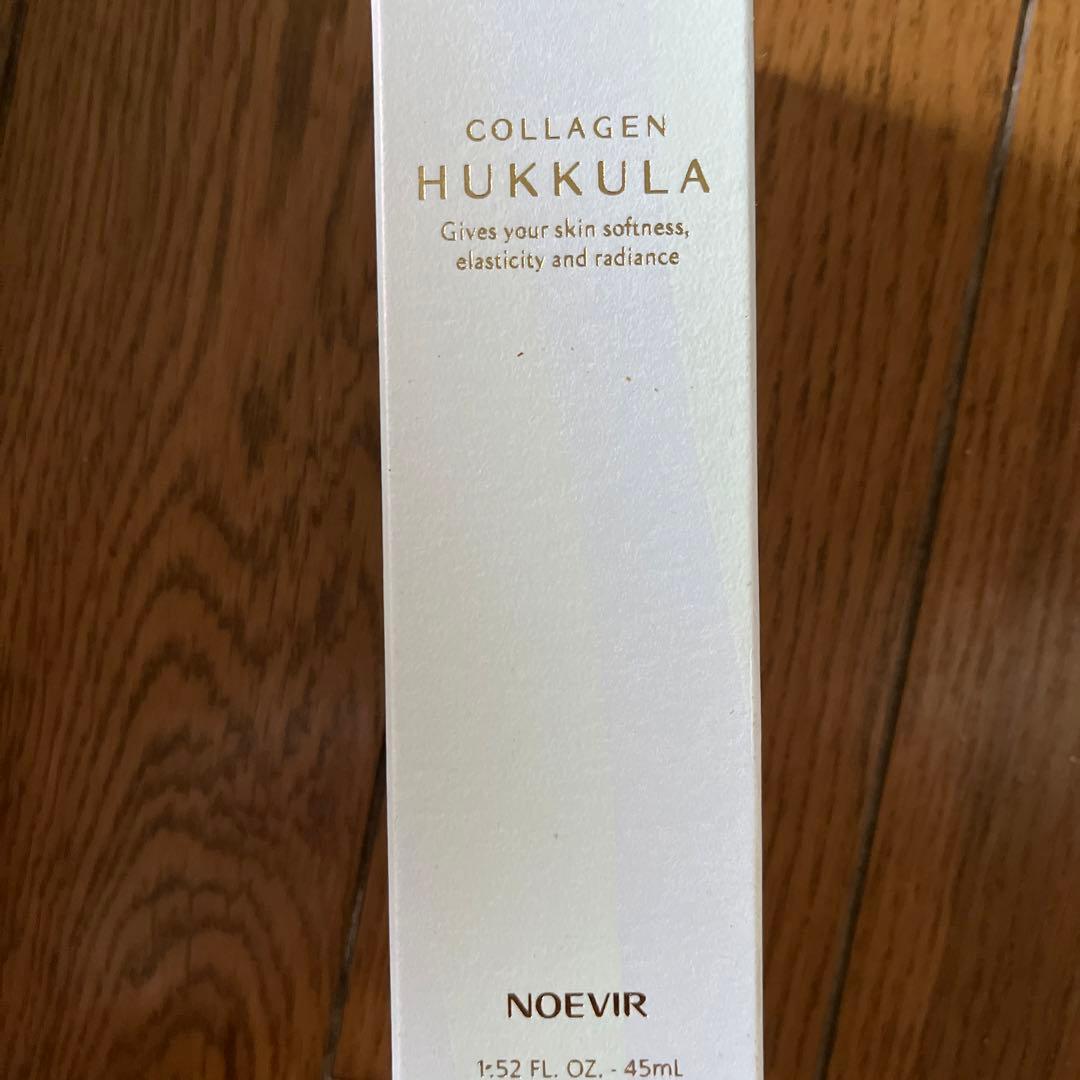 COLLAGEN
HUKKULA
Gives your skin softness,
elasticity and radiance
NOEVIR
1.52 FL. OZ. - 45mL